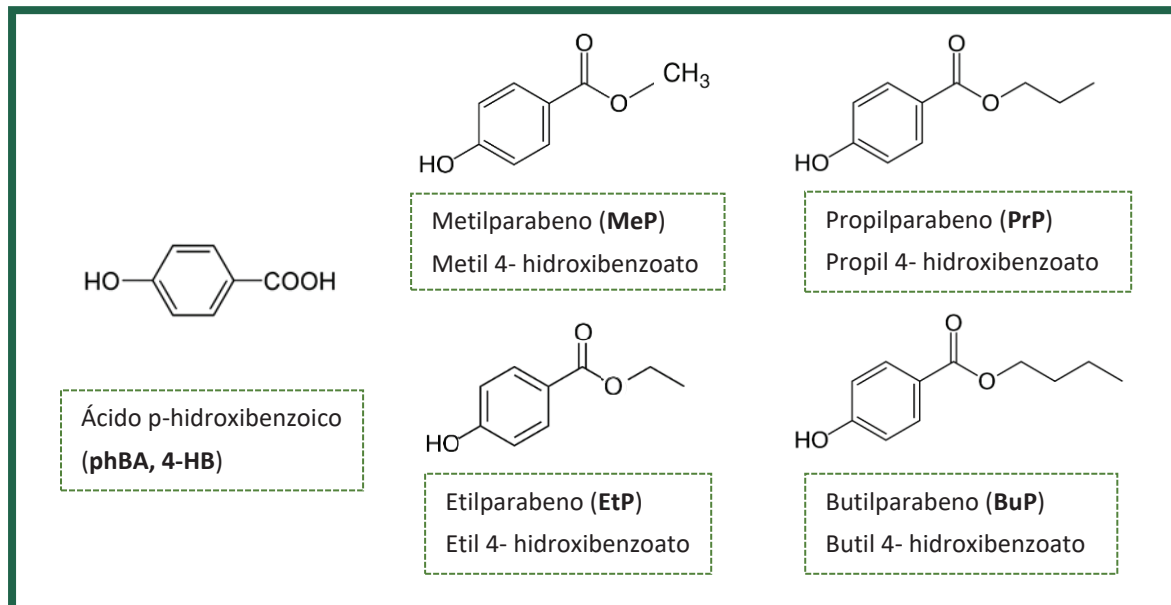 O
O
CH3
HO
Metilparabeno (MeP)
Metil 4- hidroxibenzoato
O
O
HO
Propilparabeno (PrP)
Propil 4- hidroxibenzoato
HO
COOH
Ácido p-hidroxibenzoico
(phBA, 4-HB)
O
O
HO
Etilparabeno (EtP)
Etil 4- hidroxibenzoato
O
O
HO
Butilparabeno (BuP)
Butil 4- hidroxibenzoato